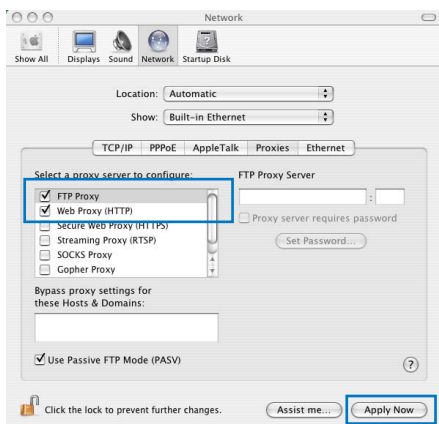 Network
Show All Displays Sound Network Startup Disk
Location: Automatic
Show: Built-in Ethernet
TCP/IP PPPoE AppleTalk Proxies Ethernet
Select a proxy server to configure: FTP Proxy Server
FTP Proxy :
Web Proxy (HTTP) Proxy server requires password
Secure Web Proxy (HTTPS)
Streaming Proxy (RTSP) Set Password...
SOCKS Proxy
Gopher Proxy
Bypass proxy settings for
these Hosts & Domains:
Use Passive FTP Mode (PASV) ?
Click the lock to prevent further changes. Assist me... Apply Now